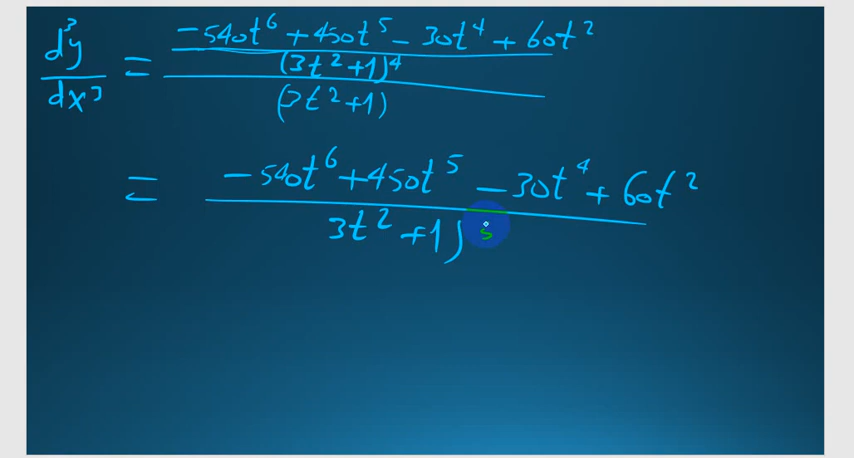 d³y/dx³ = ((-540t⁶ + 450t⁵ - 30t⁴ + 60t²)/(3t² + 1)⁴)/(3t² + 1)
= (-540t⁶ + 450t⁵ - 30t⁴ + 60t²)/3t² + 1)⁵